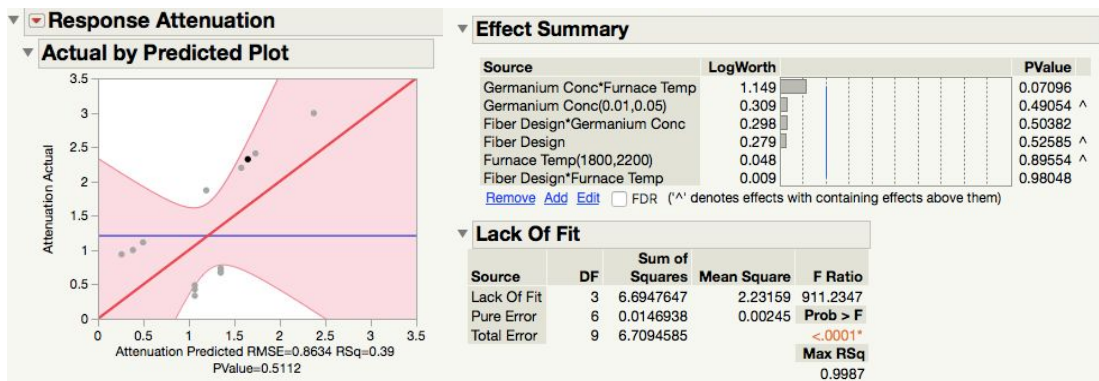 Response Attenuation
Actual by Predicted Plot
3.5
3
2.5
2
1.5
1
0.5
0
Attenuation Actual
0 0.5 1 1.5 2 2.5 3 3.5
Attenuation Predicted RMSE=0.8634 RSq=0.39
PValue=0.5112
Effect Summary
Source LogWorth PValue
Germanium Conc*Furnace Temp 1.149 0.07096
Germanium Conc(0.01,0.05) 0.309 0.49054 ^
Fiber Design*Germanium Conc 0.298 0.50382
Fiber Design 0.279 0.52585 ^
Furnace Temp(1800,2200) 0.048 0.89554 ^
Fiber Design*Furnace Temp 0.009 0.98048
Remove Add Edit FDR ('^' denotes effects with containing effects above them)
Lack Of Fit
Sum of
Source DF Squares Mean Square F Ratio
Lack Of Fit 3 6.6947647 2.23159 911.2347
Pure Error 6 0.0146938 0.00245 Prob > F
Total Error 9 6.7094585 <.0001*
Max RSq
0.9987